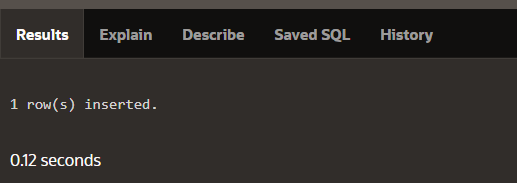 Results Explain Describe Saved SQL History
1 row(s) inserted.
0.12 seconds